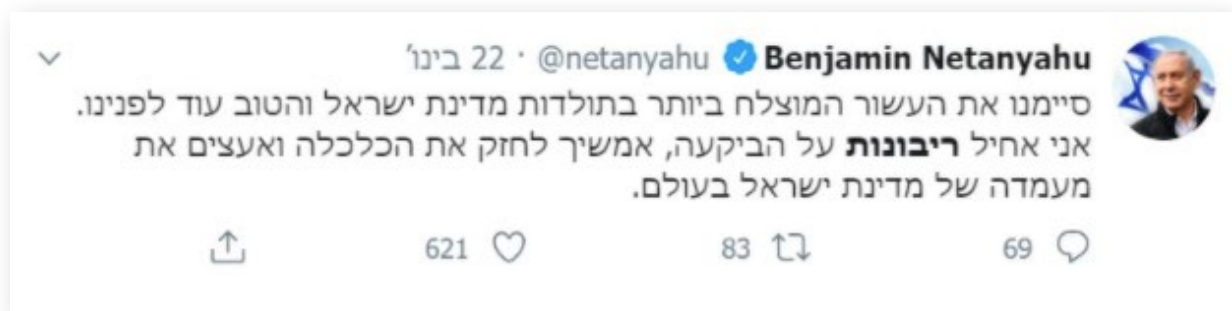 Benjamin Netanyahu @netanyahu · 22 בינו׳
סיימנו את העשור המוצלח ביותר בתולדות מדינת ישראל והטוב עוד לפנינו.
אני אחיל ריבונות על הביקעה, אמשיך לחזק את הכלכלה ואעצים את
מעמדה של מדינת ישראל בעולם.
69 83 621